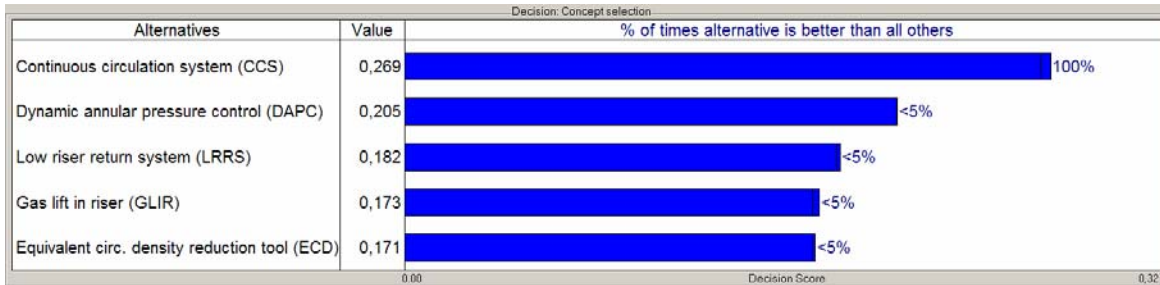 Decision: Concept selection
Alternatives Value % of times alternative is better than all others
Continuous circulation system (CCS) 0,269 100%
Dynamic annular pressure control (DAPC) 0,205 <5%
Low riser return system (LRRS) 0,182 <5%
Gas lift in riser (GLIR) 0,173 <5%
Equivalent circ. density reduction tool (ECD) 0,171 <5%
0.00 Decision Score 0,32